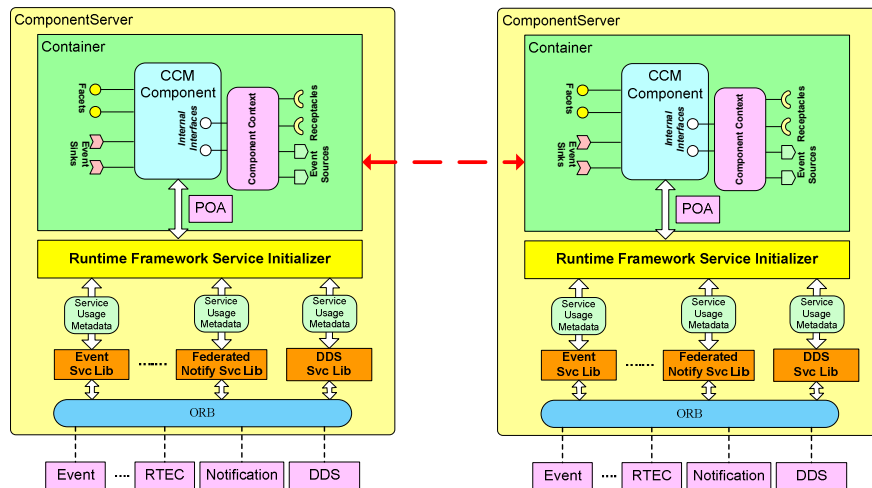 ComponentServer
Container
CCM
Component
Facets
Event
Sinks
Internal
Interfaces
Component Context
Receptacles
Event
Sources
POA
Runtime Framework Service Initializer
Service
Usage
Metadata
Service
Usage
Metadata
Service
Usage
Metadata
Event
Svc Lib
........
Federated
Notify Svc Lib
DDS
Svc Lib
ORB
Event
....
RTEC
Notification
DDS
ComponentServer
Container
CCM
Component
Facets
Event
Sinks
Internal
Interfaces
Component Context
Receptacles
Event
Sources
POA
Runtime Framework Service Initializer
Service
Usage
Metadata
Service
Usage
Metadata
Service
Usage
Metadata
Event
Svc Lib
........
Federated
Notify Svc Lib
DDS
Svc Lib
ORB
Event
....
RTEC
Notification
DDS